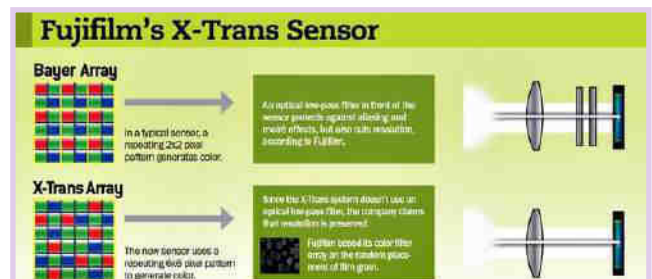 Fujifilm's X-Trans Sensor
Bayer Array
In a typical sensor, a
repeating 2x2 pixel
pattern generates color.
An optical low-pass filter in front of the
sensor protects against aliasing and
moiré effects, but also cuts resolution,
according to Fujifilm.
X-Trans Array
The new sensor uses a
repeating 6x6 pixel pattern
to generate color.
Since the X-Trans system doesn't use an
optical low-pass filter, the company claims
that resolution is preserved.
Fujifilm based its color filter
array on the random place-
ment of film grain.